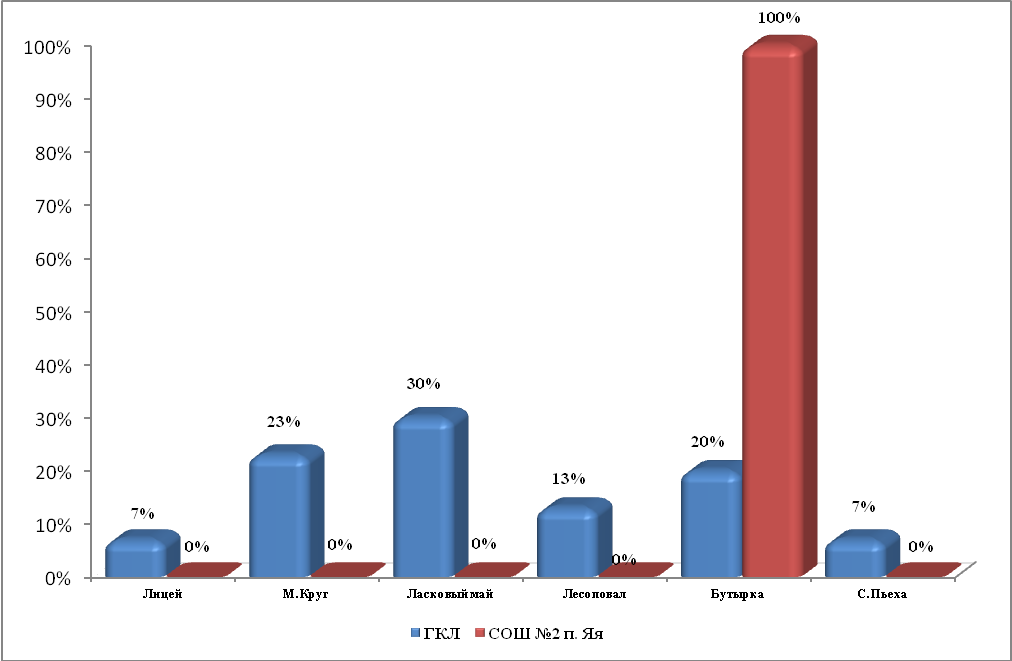 100%
100%
90%
80%
70%
60%
50%
40%
30%
20%
10%
0%
7%
0%
23%
0%
30%
0%
13%
0%
20%
7%
0%
Лицей
М.Круг
Ласковый май
Лесоповал
Бутырка
С.Пьеха
ГКЛ
СОШ №2 п. Яя